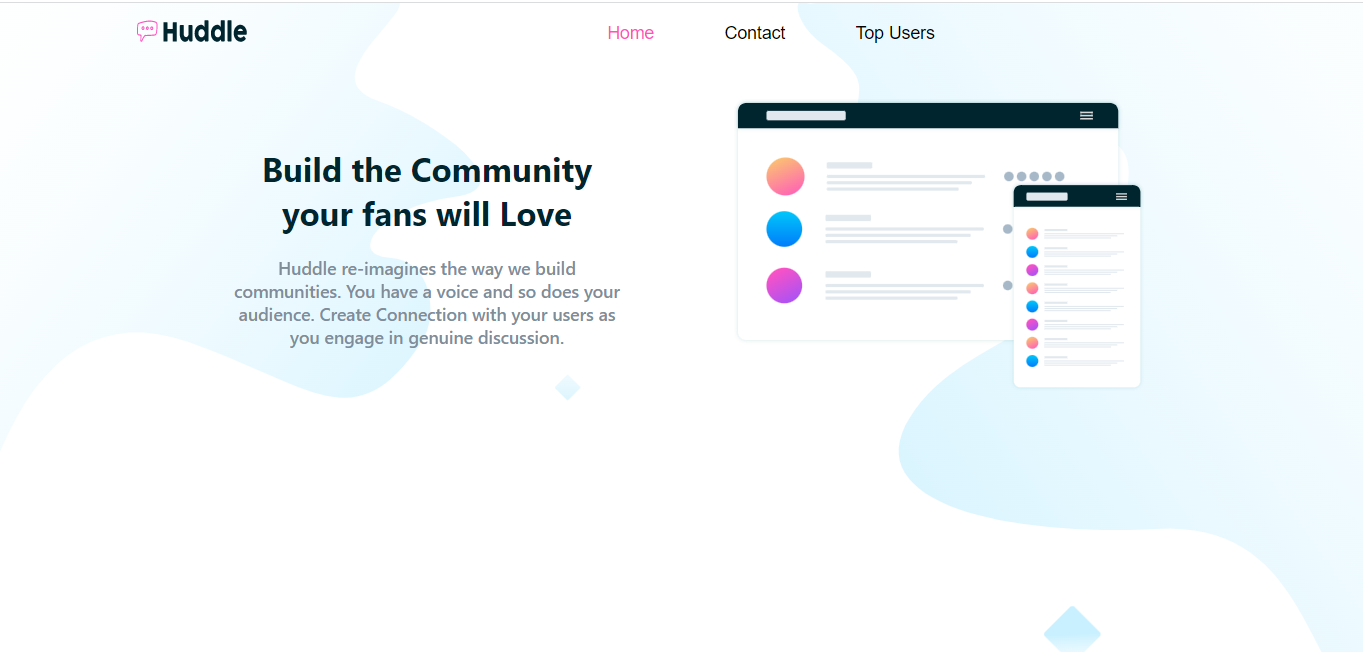 Huddle
Home
Contact
Top Users
Build the Community
your fans will Love
Huddle re-imagines the way we build
communities. You have a voice and so does your
audience. Create Connection with your users as
you engage in genuine discussion.